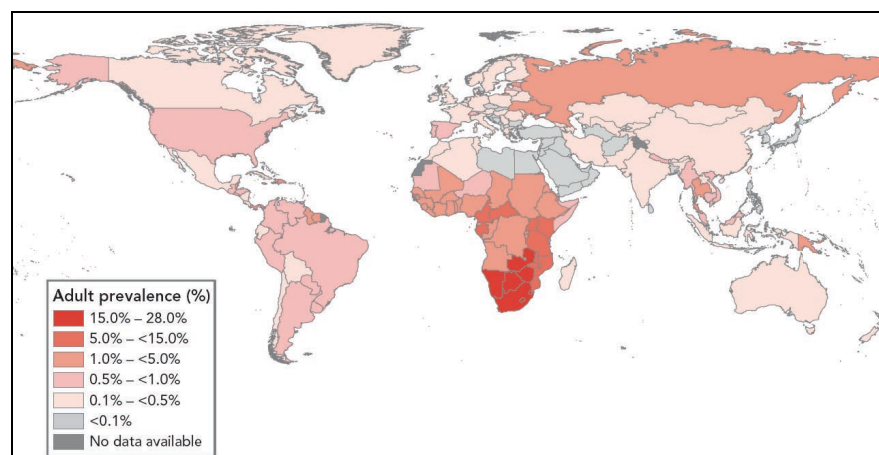 Adult prevalence (%)
15.0% – 28.0%
5.0% – <15.0%
1.0% – <5.0%
0.5% – <1.0%
0.1% – <0.5%
<0.1%
No data available